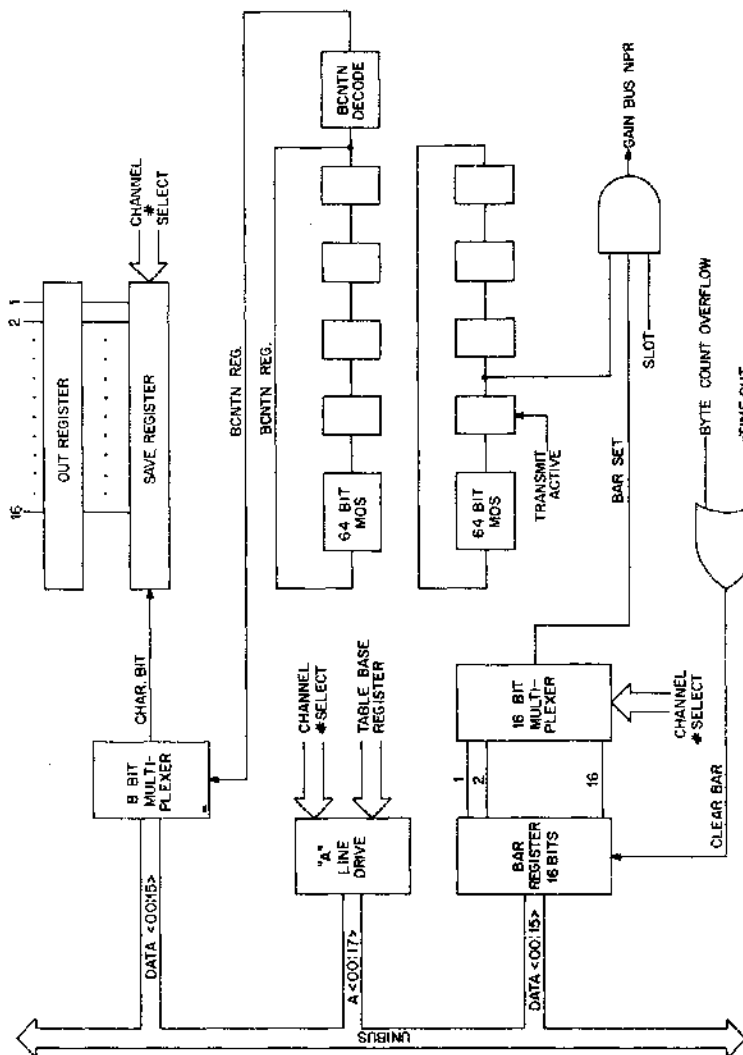 UNIBUS
DATA <00:15>
8 BIT
MULTI-
PLEXER
CHAR. BIT
16
2
1
OUT REGISTER
SAVE REGISTER
CHANNEL
#
SELECT
A <00:17>
"A"
LINE
DRIVE
CHANNEL
#SELECT
TABLE BASE
REGISTER
BCNTN REG.
BCNTN REG.
64 BIT
MOS
BCNTN
DECODE
64 BIT
MOS
TRANSMIT
ACTIVE
DATA <00:15>
BAR
REGISTER
16 BITS
1
2
16
16 BIT
MULTI-
PLEXER
CHANNEL
#SELECT
BAR SET
SLOT
GAIN BUS NPR
CLEAR BAR
BYTE COUNT OVERFLOW
TIME OUT